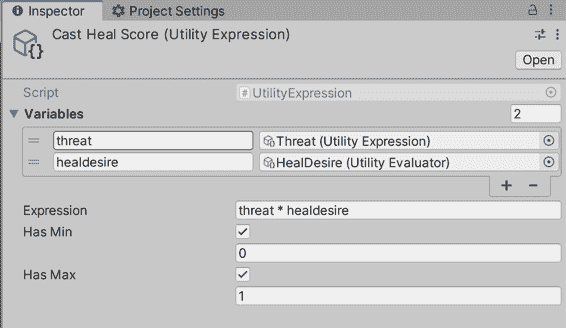 Inspector Project Settings
Cast Heal Score (Utility Expression)
Open
Script # UtilityExpression
Variables 2
threat Threat (Utility Expression)
healdesire HealDesire (Utility Evaluator)
+ −
Expression threat * healdesire
Has Min
0
Has Max
1